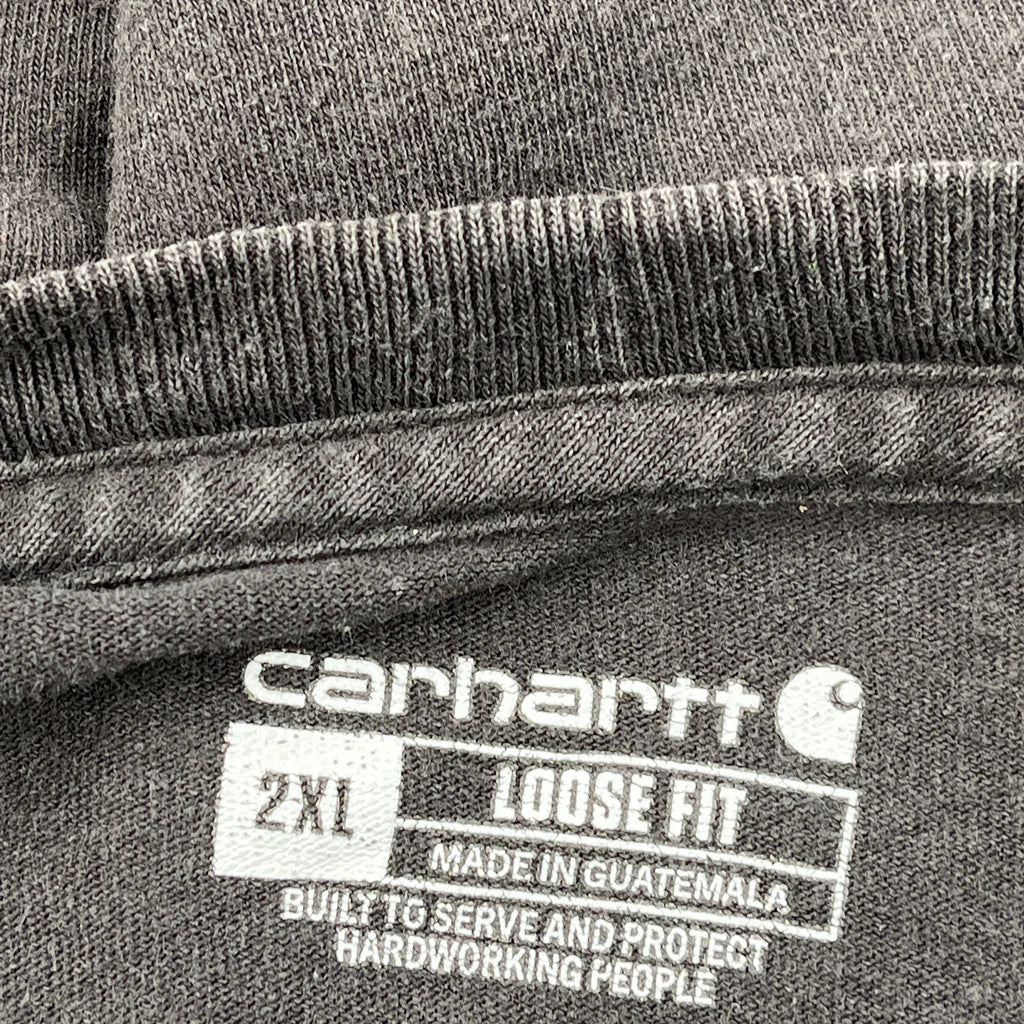 carhartt
2XL
LOOSE FIT
MADE IN GUATEMALA
BUILT TO SERVE AND PROTECT
HARDWORKING PEOPLE